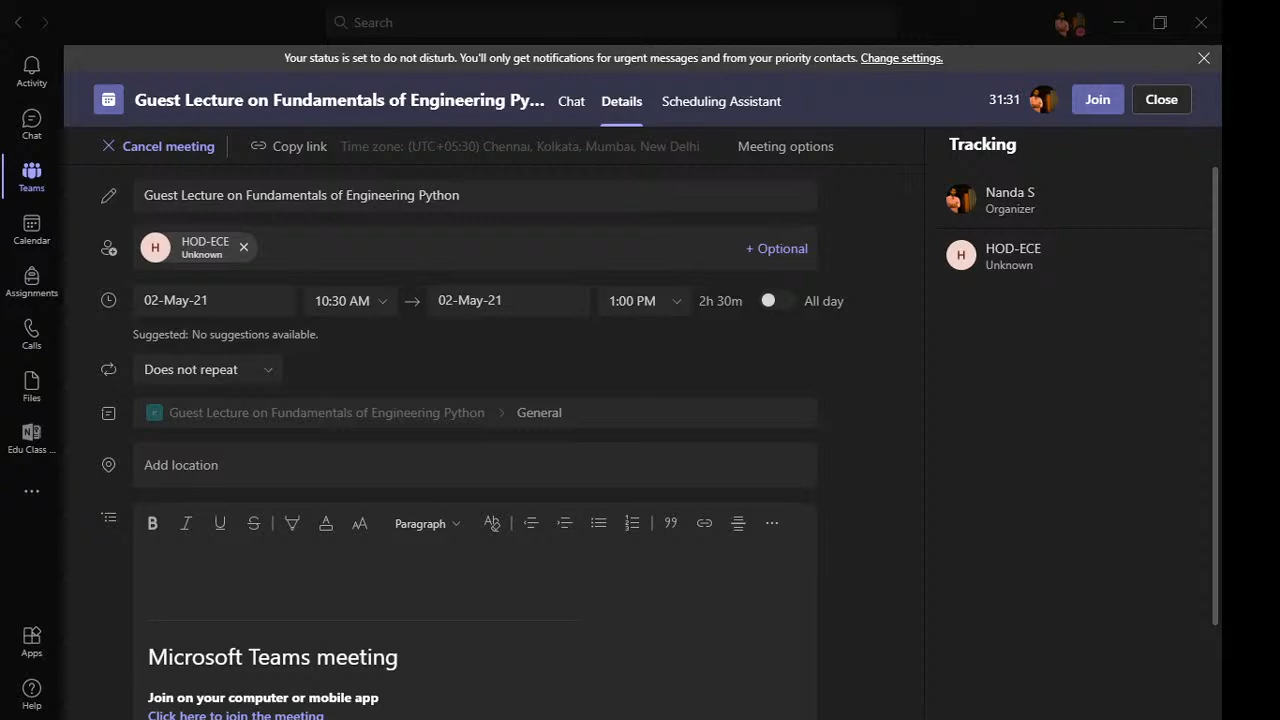 Search
Your status is set to do not disturb. You'll only get notifications for urgent messages and from your priority contacts. Change settings.
Activity
Chat
Teams
Calendar
Assignments
Calls
Files
Edu Class ...
Apps
Help
Guest Lecture on Fundamentals of Engineering Py... Chat Details Scheduling Assistant 31:31 Join Close
Cancel meeting Copy link Time zone: (UTC+05:30) Chennai, Kolkata, Mumbai, New Delhi Meeting options
Guest Lecture on Fundamentals of Engineering Python
H HOD-ECE
Unknown
+ Optional
02-May-21 10:30 AM → 02-May-21 1:00 PM 2h 30m All day
Suggested: No suggestions available.
Does not repeat
Guest Lecture on Fundamentals of Engineering Python > General
Add location
B I U S A AA Paragraph
Microsoft Teams meeting
Join on your computer or mobile app
Click here to join the meeting
Tracking
Nanda S
Organizer
H HOD-ECE
Unknown